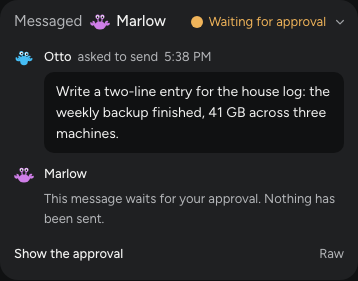 Messaged Marlow Waiting for approval
Otto asked to send 5:38 PM
Write a two-line entry for the house log: the
weekly backup finished, 41 GB across three
machines.
Marlow
This message waits for your approval. Nothing has
been sent.
Show the approval Raw